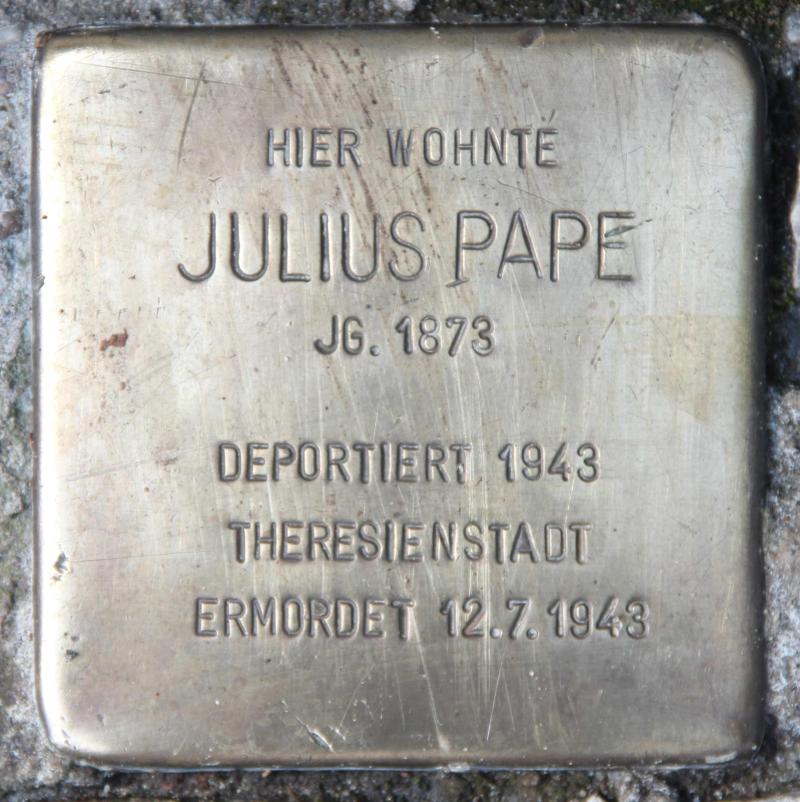 HIER WOHNTE
JULIUS PAPE
JG. 1873
DEPORTIERT 1943
THERESIENSTADT
ERMORDET 12.7.1943